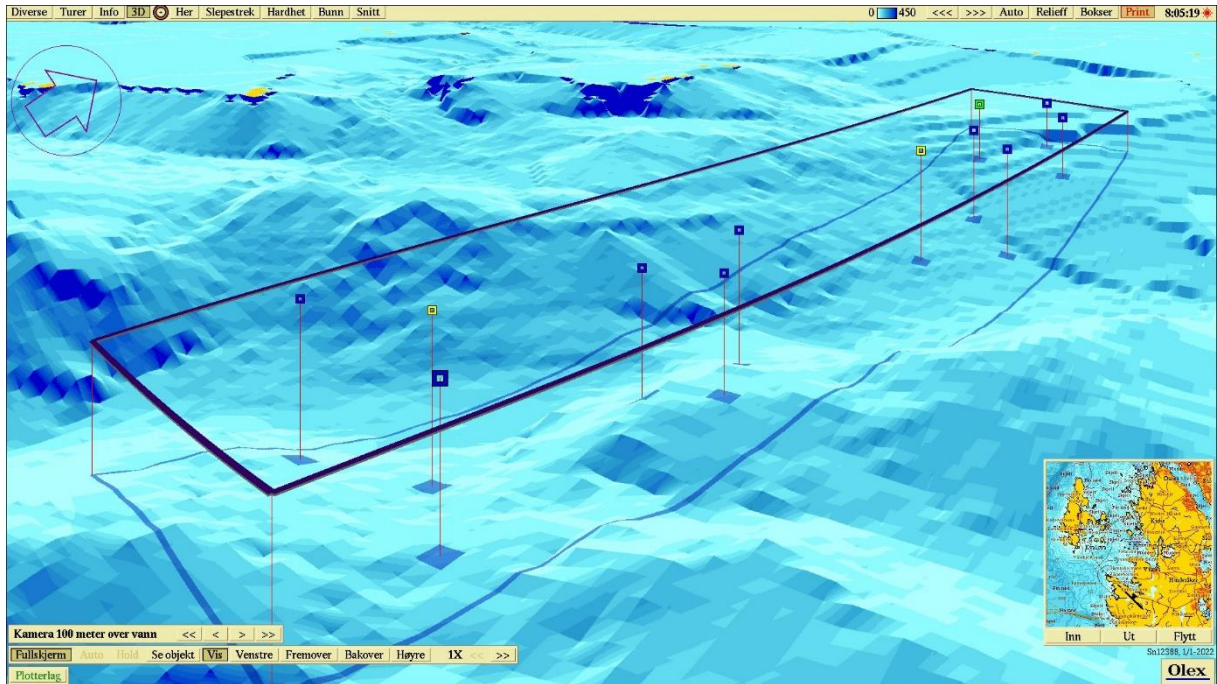 Diverse Turer Info 3D Her Slepestrek Hardhet Bunn Snitt 0 450 <<< >>> Auto Relieff Bokser Print 8:05:19
Kamera 100 meter over vann << < > >>
Inn Ut Flytt
Fullskjerm Auto Hold Se objekt Vis Venstre Fremover Bakover Høyre 1X << >>
Sn12388, 1/1-2022
Plotterlag
Olex